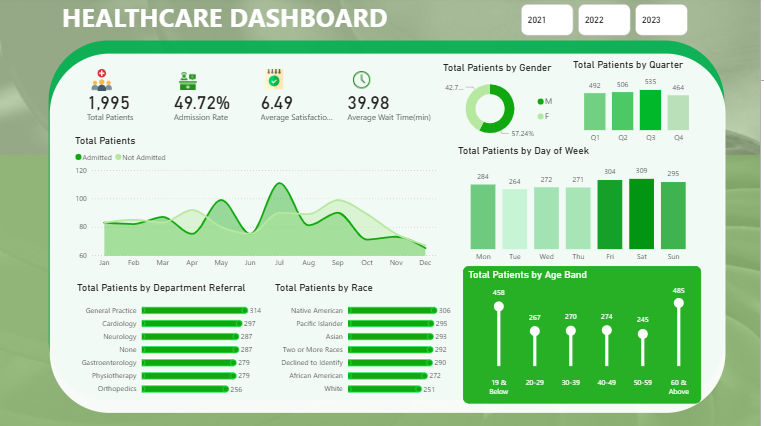 HEALTHCARE DASHBOARD
2021
2022
2023
1,995
Total Patients
49.72%
Admission Rate
6.49
Average Satisfactio...
39.98
Average Wait Time(min)
Total Patients by Gender
42.7...
57.24%
M
F
Total Patients by Quarter
492
506
535
464
Q1
Q2
Q3
Q4
Total Patients
Admitted
Not Admitted
120
100
80
60
Jan
Feb
Mar
Apr
May
Jun
Jul
Aug
Sep
Oct
Nov
Dec
Total Patients by Day of Week
284
264
272
271
304
309
295
Mon
Tue
Wed
Thu
Fri
Sat
Sun
Total Patients by Department Referral
General Practice 314
Cardiology 297
Neurology 287
None 287
Gastroenterology 279
Physiotherapy 279
Orthopedics 256
Total Patients by Race
Native American 306
Pacific Islander 295
Asian 293
Two or More Races 292
Declined to Identify 290
African American 272
White 251
Total Patients by Age Band
458
267
270
274
245
485
19 &
Below
20-29
30-39
40-49
50-59
60 &
Above